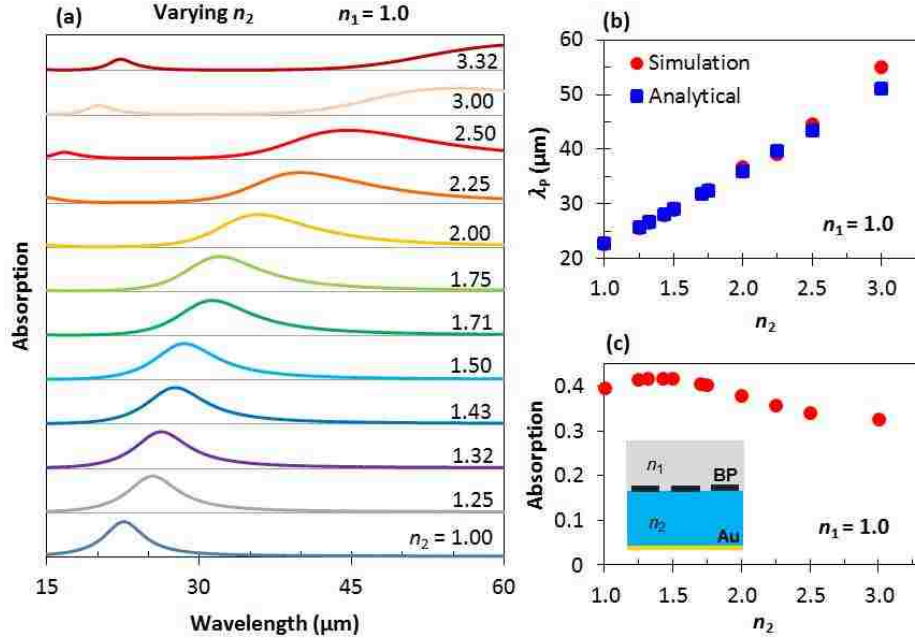 (a) Varying n₂ n₁ = 1.0
3.32
3.00
2.50
2.25
2.00
1.75
1.71
1.50
1.43
1.32
1.25
n₂ = 1.00
Absorption
15 30 45 60
Wavelength (µm)
(b)
60
50
40
30
20
λₚ (µm)
Simulation
Analytical
n₁ = 1.0
1.0 1.5 2.0 2.5 3.0
n₂
(c)
0.4
0.3
0.2
0.1
0
Absorption
n₁ BP
n₂ Au
n₁ = 1.0
1.0 1.5 2.0 2.5 3.0
n₂